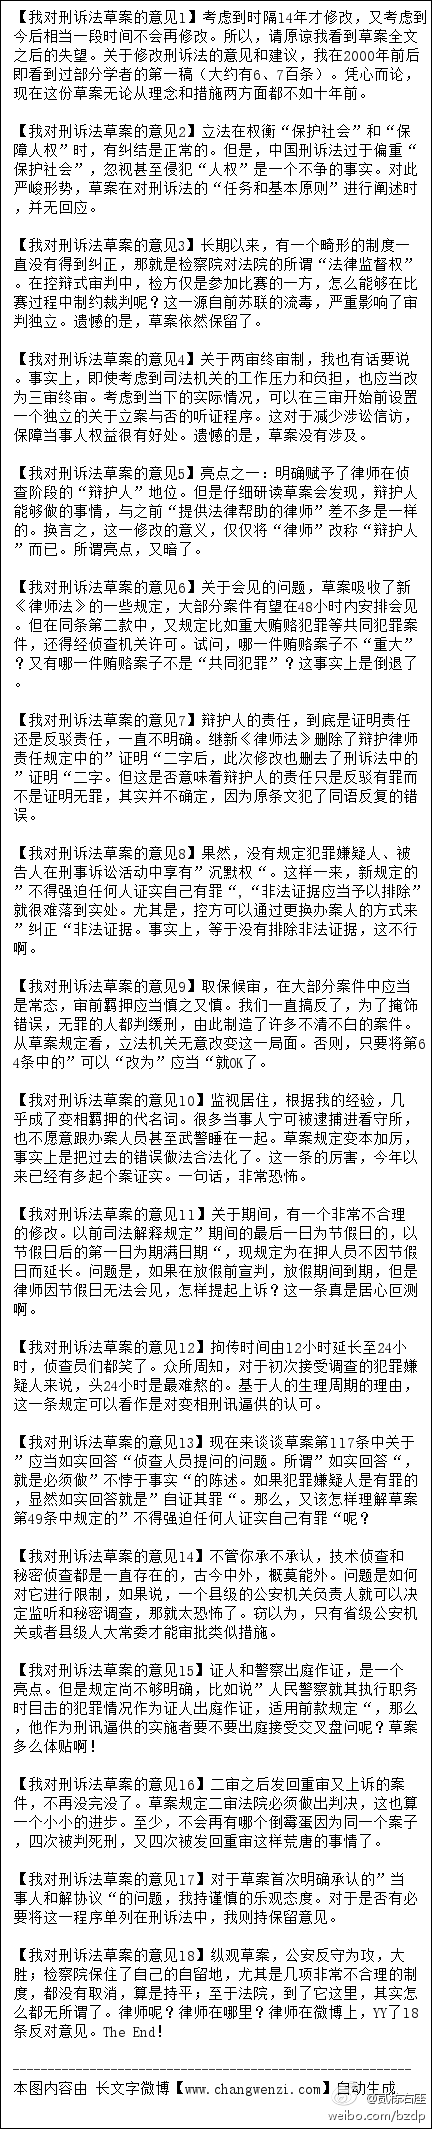 【我对刑诉法草案的意见1】考虑到时隔14年才修改，又考虑到
今后相当一段时间不会再修改。所以，请原谅我看到草案全文
之后的失望。关于修改刑诉法的意见和建议，我在2000年前后
即看到过部分学者的第一稿（大约有6、7百条）。凭心而论，
现在这份草案无论从理念和措施两方面都不如十年前。
【我对刑诉法草案的意见2】立法在权衡“保护社会”和“保
障人权”时，有纠结是正常的。但是，中国刑诉法过于偏重“
保护社会”，忽视甚至侵犯“人权”是一个不争的事实。对此
严峻形势，草案在对刑诉法的“任务和基本原则”进行阐述时
，并无回应。
【我对刑诉法草案的意见3】长期以来，有一个畸形的制度一
直没有得到纠正，那就是检察院对法院的所谓“法律监督权”
。在控辩式审判中，检方仅是参加比赛的一方，怎么能够在比
赛过程中制约裁判呢？这一源自前苏联的流毒，严重影响了审
判独立。遗憾的是，草案依然保留了。
【我对刑诉法草案的意见4】关于两审终审制，我也有话要说
。事实上，即使考虑到司法机关的工作压力和负担，也应当改
为三审终审。考虑到当下的实际情况，可以在三审开始前设置
一个独立的关于立案与否的听证程序。这对于减少涉讼信访，
保障当事人权益很有好处。遗憾的是，草案没有涉及。
【我对刑诉法草案的意见5】亮点之一：明确赋予了律师在侦
查阶段的“辩护人”地位。但是仔细研读草案会发现，辩护人
能够做的事情，与之前“提供法律帮助的律师”差不多是一样
的。换言之，这一修改的意义，仅仅将“律师”改称“辩护人
”而已。所谓亮点，又暗了。
【我对刑诉法草案的意见6】关于会见的问题，草案吸收了新
《律师法》的一些规定，大部分案件有望在48小时内安排会见
。但在同条第二款中，又规定比如重大贿赂犯罪等共同犯罪案
件，还得经侦查机关许可。试问，哪一件贿赂案子不“重大”
？又有哪一件贿赂案子不是“共同犯罪”？这事实上是倒退了
。
【我对刑诉法草案的意见7】辩护人的责任，到底是证明责任
还是反驳责任，一直不明确。继新《律师法》删除了辩护律师
责任规定中的”证明“二字后，此次修改也删去了刑诉法中的
”证明“二字。但这是否意味着辩护人的责任只是反驳有罪而
不是证明无罪，其实并不确定，因为原条文犯了同语反复的错
误。
【我对刑诉法草案的意见8】果然，没有规定犯罪嫌疑人、被
告人在刑事诉讼活动中享有”沉默权“。这样一来，新规定的
”不得强迫任何人证实自己有罪“，“非法证据应当予以排除”
就很难落到实处。尤其是，控方可以通过更换办案人的方式来
”纠正“非法证据。事实上，等于没有排除非法证据，这不行
啊。
【我对刑诉法草案的意见9】取保候审，在大部分案件中应当
是常态，审前羁押应当慎之又慎。我们一直搞反了，为了掩饰
错误，无罪的人都判缓刑，由此制造了许多不清不白的案件。
从草案规定看，立法机关无意改变这一局面。否则，只要将第6
4条中的”可以“改为”应当“就OK了。
【我对刑诉法草案的意见10】监视居住，根据我的经验，几
乎成了变相羁押的代名词。很多当事人宁可被逮捕进看守所，
也不愿意跟办案人员甚至武警睡在一起。草案规定变本加厉，
事实上是把过去的错误做法合法化了。这一条的厉害，今年以
来已经有多起个案证实。一句话，非常恐怖。
【我对刑诉法草案的意见11】关于期间，有一个非常不合理
的修改。以前司法解释规定”期间的最后一日为节假日的，以
节假日后的第一日为期满日期“，现规定为在押人员不因节假
日而延长。问题是，如果在放假前宣判，放假期间到期，但是
律师因节假日无法会见，怎样提起上诉？这一条真是居心叵测
啊。
【我对刑诉法草案的意见12】拘传时间由12小时延长至24小
时，侦查员们都笑了。众所周知，对于初次接受调查的犯罪嫌
疑人来说，头24小时是最难熬的。基于人的生理周期的理由，
这一条规定可以看作是对变相刑讯逼供的认可。
【我对刑诉法草案的意见13】现在来谈谈草案第117条中关于
”应当如实回答“侦查人员提问的问题。所谓”如实回答“，
就是必须做”不悖于事实“的陈述。如果犯罪嫌疑人是有罪的
，显然如实回答就是”自证其罪“。那么，又该怎样理解草案
第49条中规定的”不得强迫任何人证实自己有罪“呢？
【我对刑诉法草案的意见14】不管你承不承认，技术侦查和
秘密侦查都是一直存在的，古今中外，概莫能外。问题是如何
对它进行限制，如果说，一个县级的公安机关负责人就可以决
定监听和秘密调查，那就太恐怖了。窃以为，只有省级公安机
关或者县级人大常委才能审批类似措施。
【我对刑诉法草案的意见15】证人和警察出庭作证，是一个
亮点。但是规定尚不够明确，比如说”人民警察就其执行职务
时目击的犯罪情况作为证人出庭作证，适用前款规定“，那么
，他作为刑讯逼供的实施者要不要出庭接受交叉盘问呢？草案
多么体贴啊！
【我对刑诉法草案的意见16】二审之后发回重审又上诉的案
件，不再没完没了。草案规定二审法院必须做出判决，这也算
一个小小的进步。至少，不会再有哪个倒霉蛋因为同一个案子
，四次被判死刑，又四次被发回重审这样荒唐的事情了。
【我对刑诉法草案的意见17】对于草案首次明确承认的”当
事人和解协议“的问题，我持谨慎的乐观态度。对于是否有必
要将这一程序单列在刑诉法中，我则持保留意见。
【我对刑诉法草案的意见18】纵观草案，公安反守为攻，大
胜；检察院保住了自己的自留地，尤其是几项非常不合理的制
度，都没有取消，算是持平；至于法院，到了它这里，其实怎
么都无所谓了。律师呢？律师在哪里？律师在微博上，YY了18
条反对意见。The End！
本图内容由 长文字微博【www.changwenzi.com】自动生成
@贰栋右座
weibo.com/bzdp